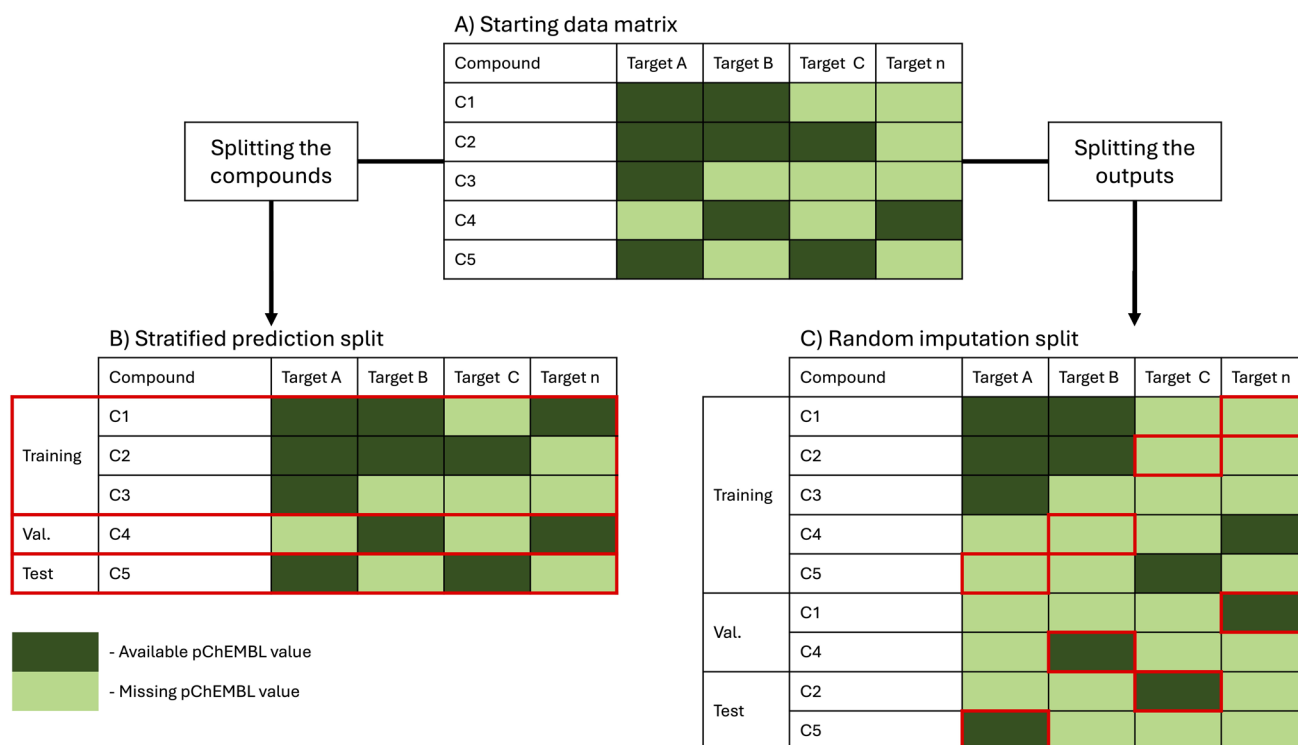 A) Starting data matrix
Compound Target A Target B Target C Target n
C1
C2
C3
C4
C5
Splitting the
compounds
Splitting the
outputs
B) Stratified prediction split
Compound Target A Target B Target C Target n
Training
C1
C2
C3
Val. C4
Test C5
- Available pChEMBL value
- Missing pChEMBL value
C) Random imputation split
Compound Target A Target B Target C Target n
Training
C1
C2
C3
C4
C5
Val.
C1
C4
Test
C2
C5